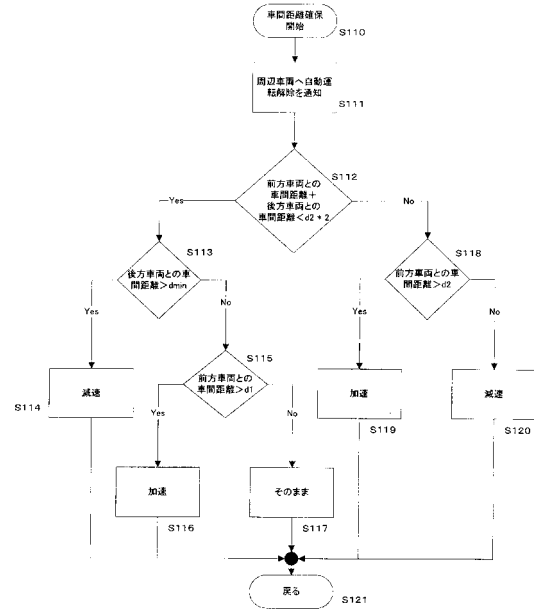 車間距離確保
開始
S110
周辺車両へ自動運
転解除を通知
S111
S112
前方車両との
車間距離+
後方車両との
車間距離<d2*2
Yes
No
S113
後方車両との車
間距離>dmin
S118
前方車両との車
間距離>d2
Yes
No
Yes
No
S114
減速
S115
前方車両との
車間距離>d1
加速
S119
減速
S120
Yes
No
加速
S116
そのまま
S117
戻る
S121